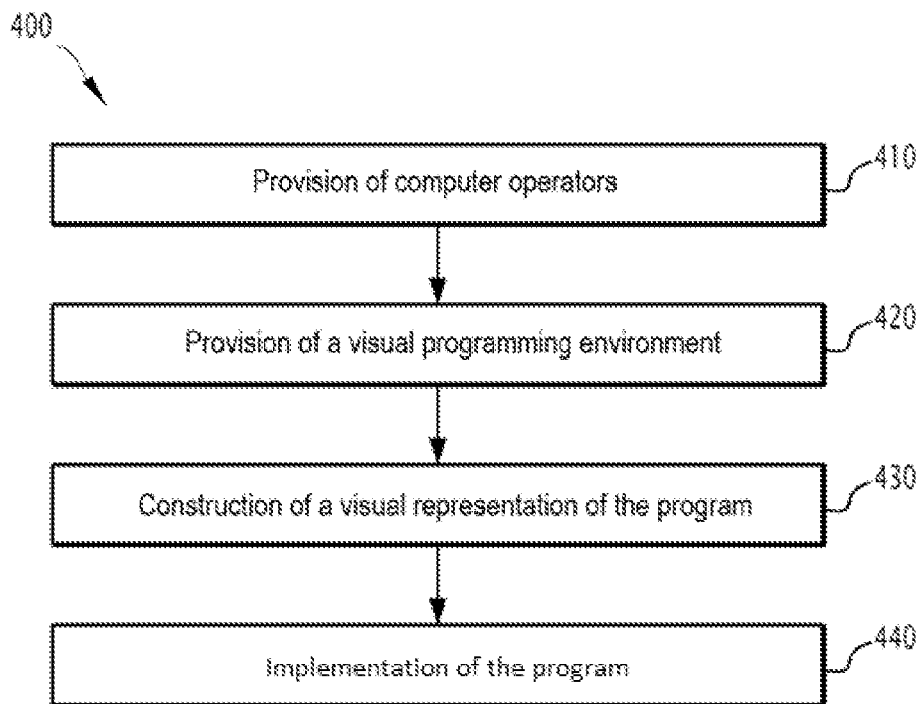 400
Provision of computer operators
410
Provision of a visual programming environment
420
Construction of a visual representation of the program
430
Implementation of the program
440